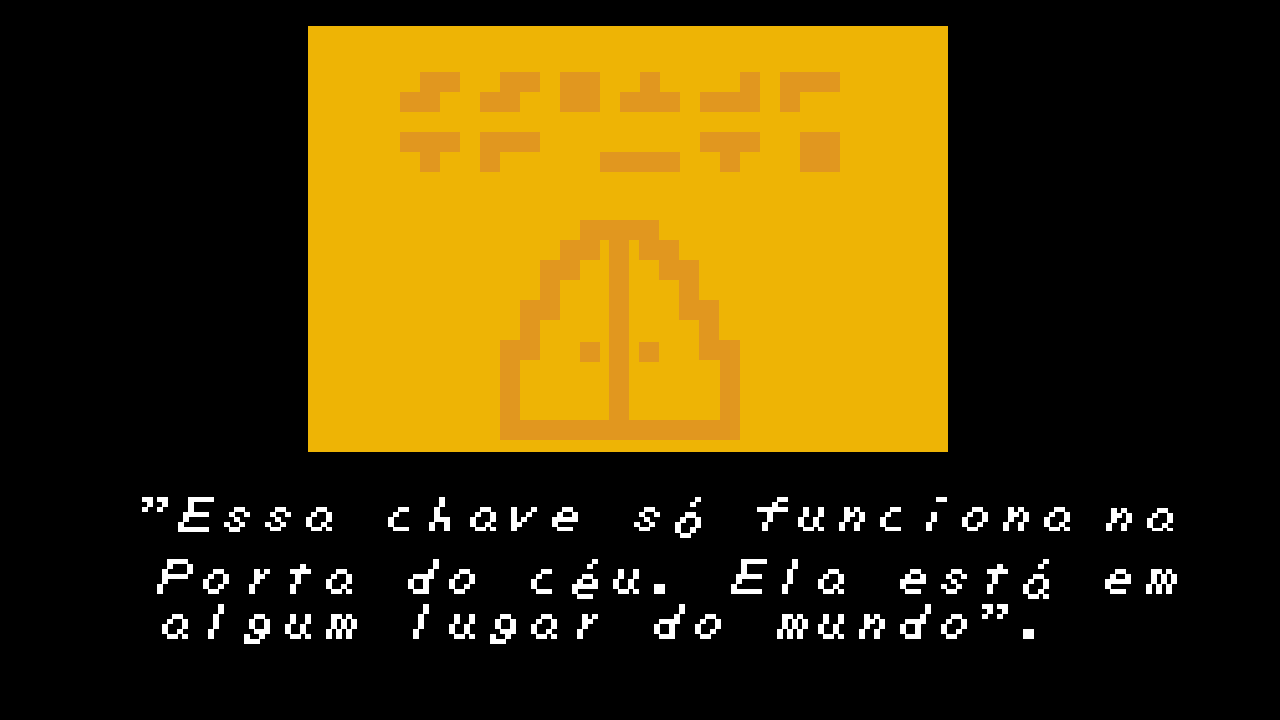 ”Essa chave só funciona na
Porta do céu. Ela está em
algum lugar do mundo”.